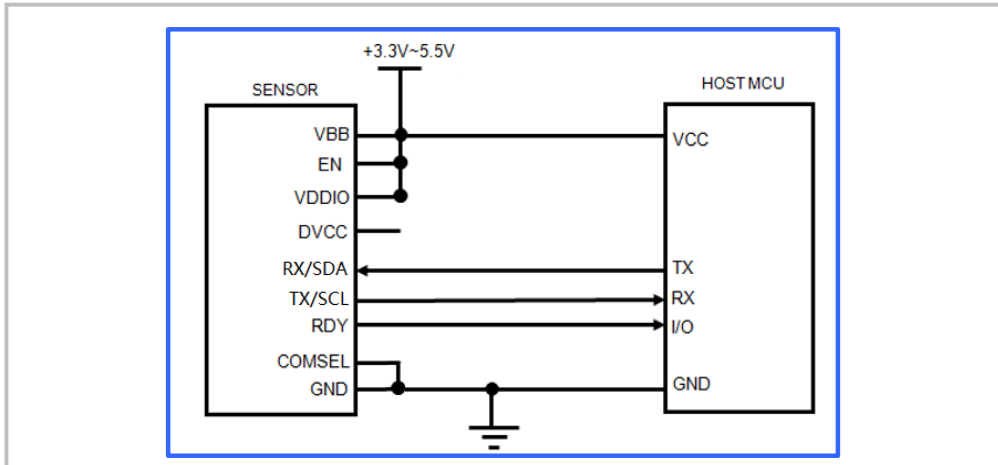 +3.3V~5.5V
SENSOR
HOST MCU
VBB
VCC
EN
VDDIO
DVCC
RX/SDA
TX
TX/SCL
RX
RDY
I/O
COMSEL
GND
GND